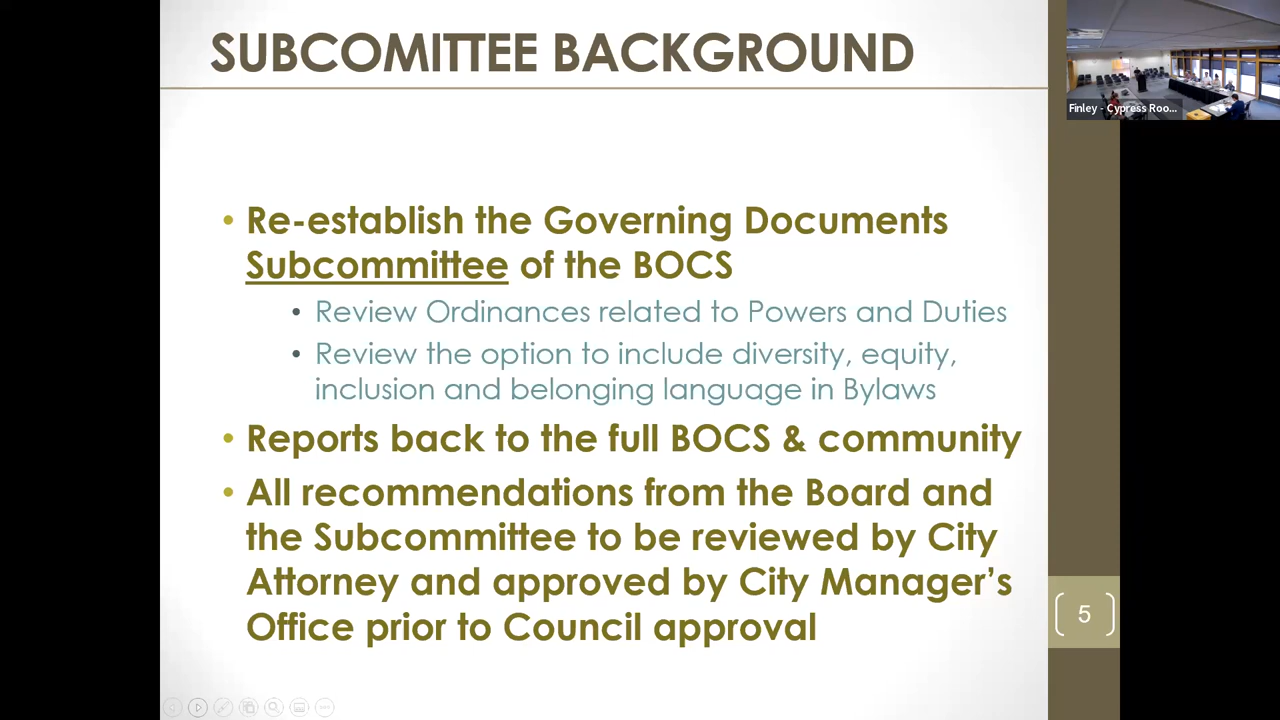 SUBCOMITTEE BACKGROUND
Finley - Cypress Roo...
• Re-establish the Governing Documents
Subcommittee of the BOCS
• Review Ordinances related to Powers and Duties
• Review the option to include diversity, equity,
inclusion and belonging language in Bylaws
• Reports back to the full BOCS & community
• All recommendations from the Board and
the Subcommittee to be reviewed by City
Attorney and approved by City Manager’s
Office prior to Council approval
5